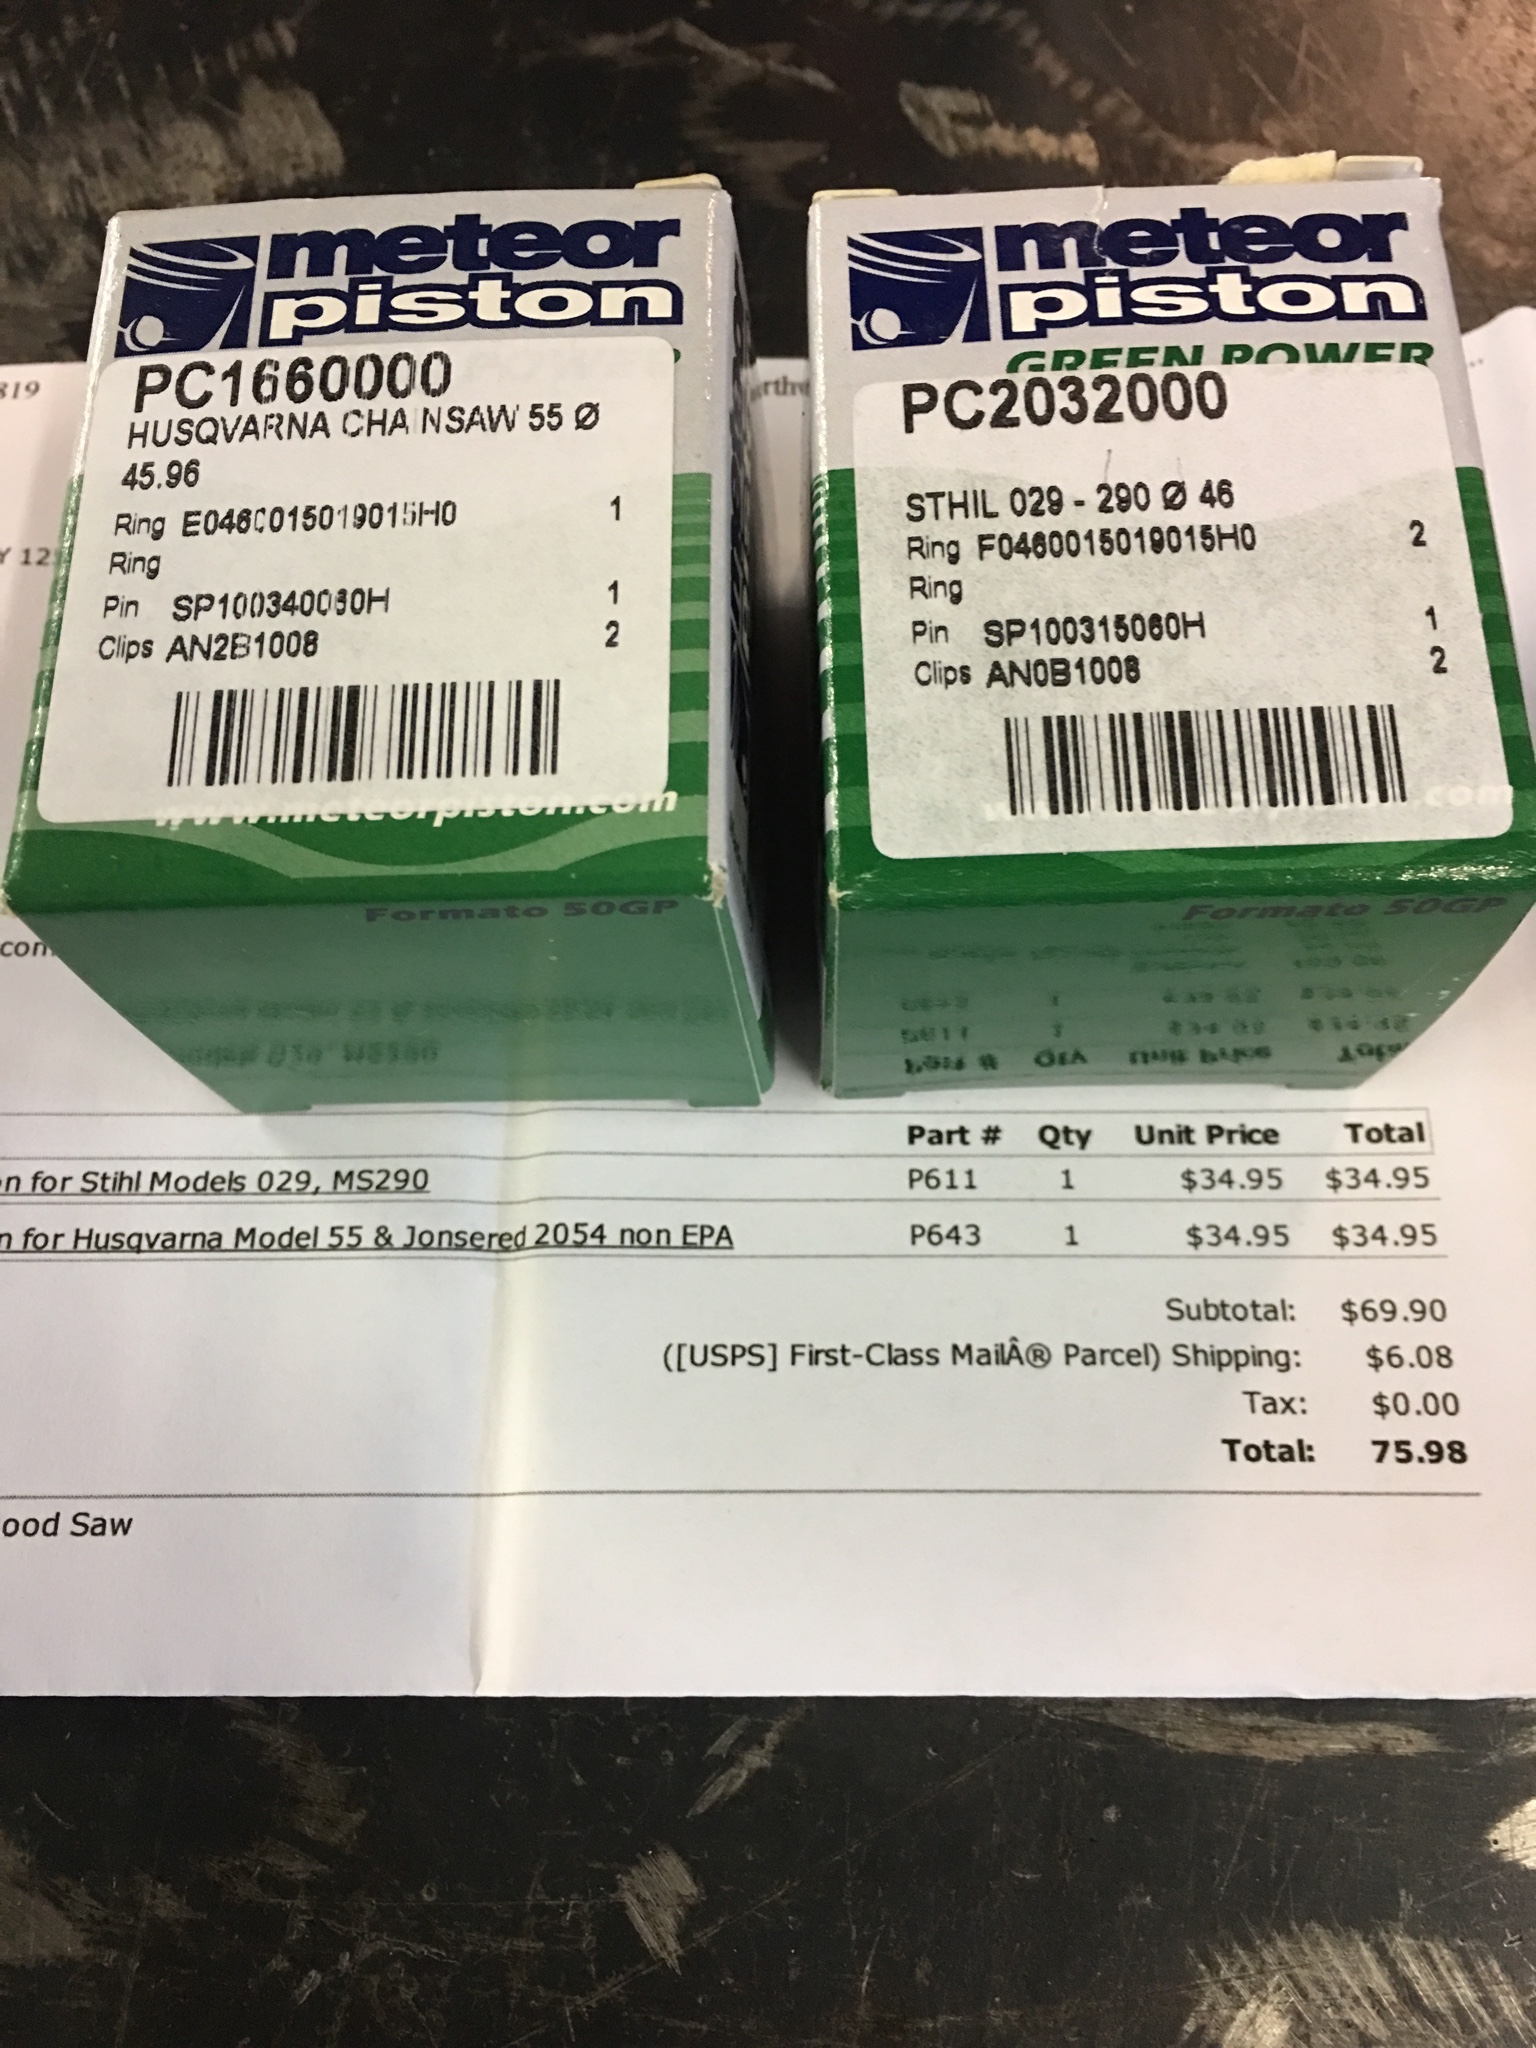 meteor
piston
PC1660000
HUSQVARNA CHAINSAW 55 Ø
45.96
Ring E0460015019015H0 1
Ring
Pin SP100340060H 1
Clips AN2B1008 2
www.meteorpiston.com
Formato 50GP
meteor
piston
GREEN POWER
PC2032000
STHIL 029 - 290 Ø 46
Ring F0460015019015H0 2
Ring
Pin SP100315060H 1
Clips AN0B1008 2
.com
Formato 50GP
819
Y 12
.com
Part # Qty Unit Price Total
n for Stihl Models 029, MS290 P611 1 $34.95 $34.95
n for Husqvarna Model 55 & Jonsered 2054 non EPA P643 1 $34.95 $34.95
Subtotal: $69.90
([USPS] First-Class MailÂ® Parcel) Shipping: $6.08
Tax: $0.00
Total: 75.98
ood Saw